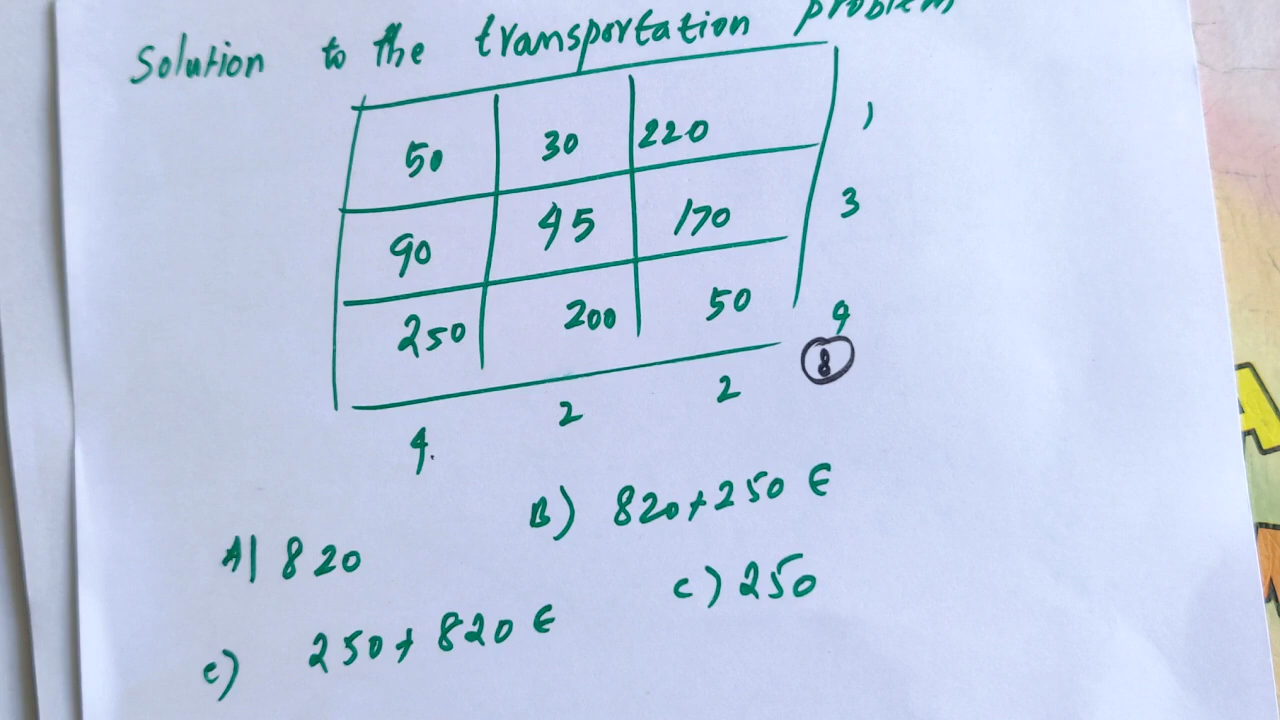 Solution to the transportation problem
50 30 220 1
90 45 170 3
250 200 50 4
8
4. 2 2
A) 820
B) 820+250 ϵ
c) 250
c) 250+820 ϵ
A